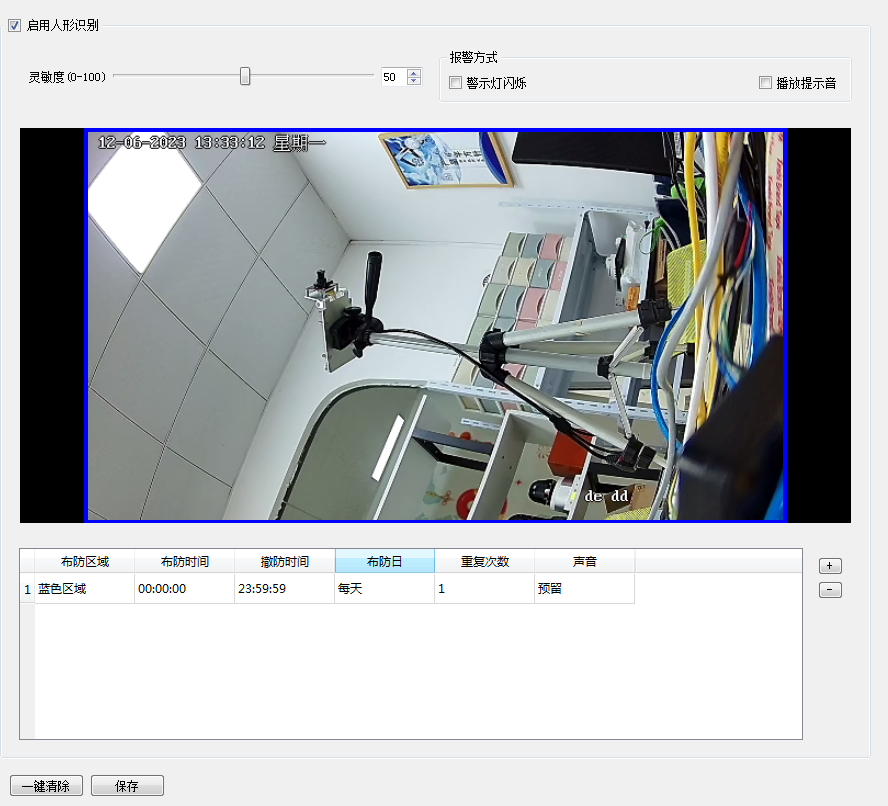 启用人形识别
灵敏度(0-100)
50
报警方式
警示灯闪烁
播放提示音
12-06-2023 13:33:12 星期一
de dd
布防区域 布防时间 撤防时间 布防日 重复次数 声音
1 蓝色区域 00:00:00 23:59:59 每天 1 预留
+
-
一键清除 保存